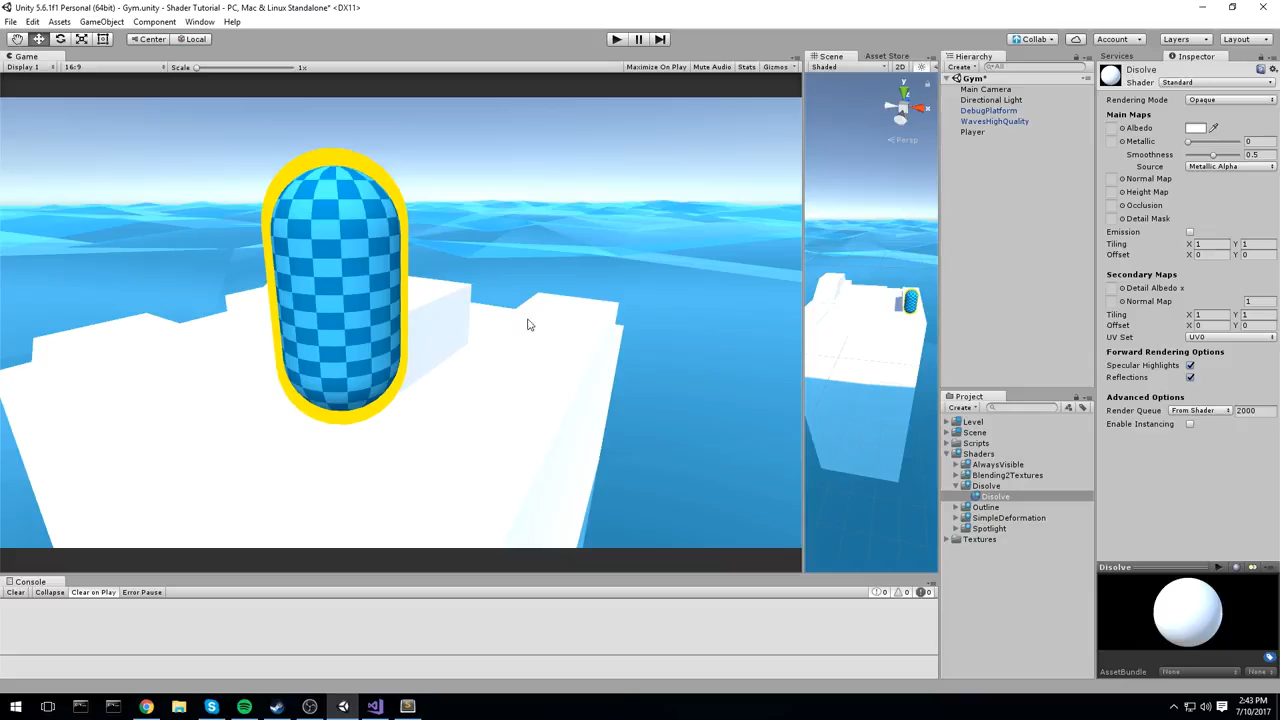 Unity 5.6.1f1 Personal (64bit) - Gym.unity - Shader Tutorial - PC, Mac & Linux Standalone* <DX11>
File Edit Assets GameObject Component Window Help
Center Local Collab Account Layers Layout
Game
Display 1 16:9 Scale 1x Maximize On Play Mute Audio Stats Gizmos
Scene Asset Store
Shaded 2D
y
x
Persp
Hierarchy
Create All
Gym*
Main Camera
Directional Light
DebugPlatform
WavesHighQuality
Player
Project
Create
Level
Scene
Scripts
Shaders
AlwaysVisible
Blending2Textures
Disolve
Disolve
Outline
SimpleDeformation
Spotlight
Textures
Services Inspector
Disolve
Shader Standard
Rendering Mode Opaque
Main Maps
Albedo
Metallic 0
Smoothness 0.5
Source Metallic Alpha
Normal Map
Height Map
Occlusion
Detail Mask
Emission
Tiling X 1 Y 1
Offset X 0 Y 0
Secondary Maps
Detail Albedo x
Normal Map 1
Tiling X 1 Y 1
Offset X 0 Y 0
UV Set UV0
Forward Rendering Options
Specular Highlights
Reflections
Advanced Options
Render Queue From Shader 2000
Enable Instancing
Disolve
AssetBundle None None
Console
Clear Collapse Clear on Play Error Pause 0 0 0
2:43 PM
7/10/2017